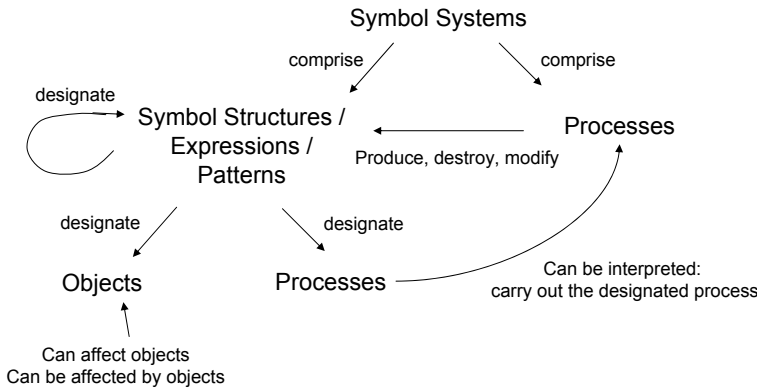 Symbol Systems
comprise
comprise
designate
Symbol Structures /
Expressions /
Patterns
Processes
Produce, destroy, modify
designate
designate
Objects
Processes
Can be interpreted:
carry out the designated process
Can affect objects
Can be affected by objects